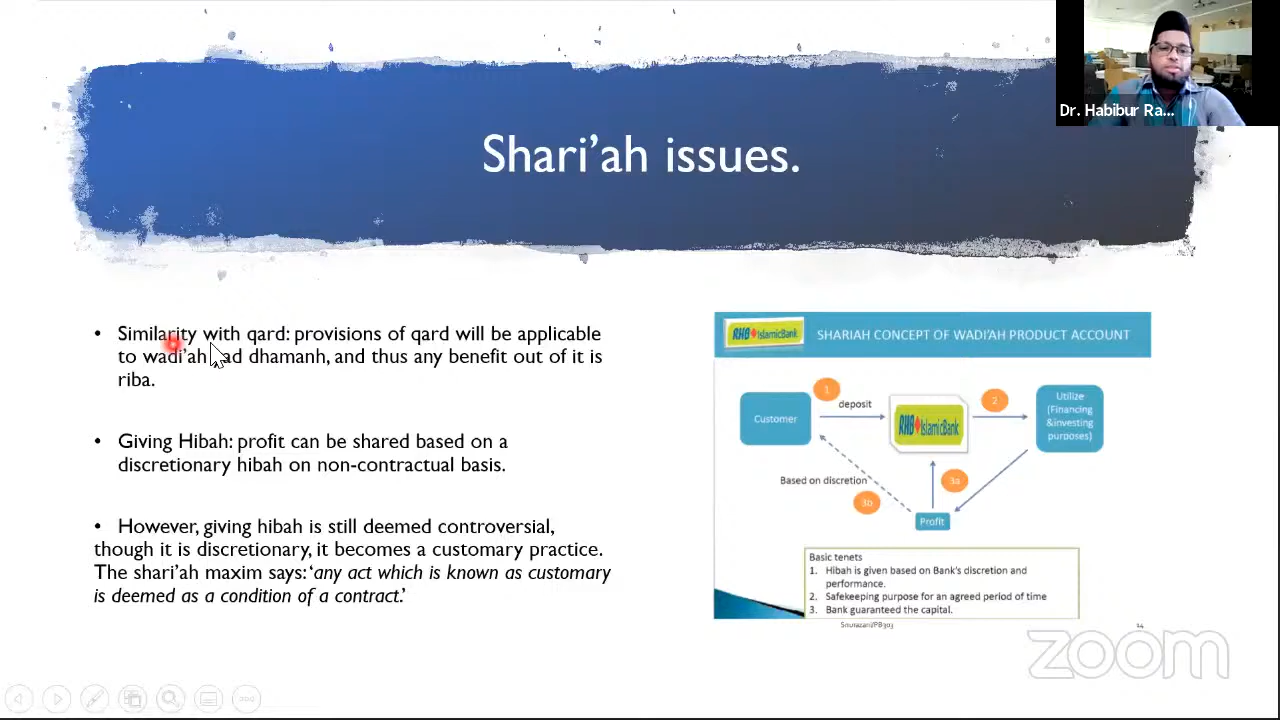 Dr. Habibur Ra...
Shari'ah issues.
• Similarity with qard: provisions of qard will be applicable
to wadi'ah ad dhamanh, and thus any benefit out of it is
riba.
• Giving Hibah: profit can be shared based on a
discretionary hibah on non-contractual basis.
• However, giving hibah is still deemed controversial,
though it is discretionary, it becomes a customary practice.
The shari'ah maxim says: 'any act which is known as customary
is deemed as a condition of a contract.'
RHB IslamicBank
SHARIAH CONCEPT OF WADI'AH PRODUCT ACCOUNT
Customer
1
deposit
RHB IslamicBank
2
Utilize
(Financing
&investing
purposes)
Based on discretion
3b
3a
Profit
Basic tenets
1. Hibah is given based on Bank's discretion and
performance.
2. Safekeeping purpose for an agreed period of time
3. Bank guaranteed the capital.
14
zoom